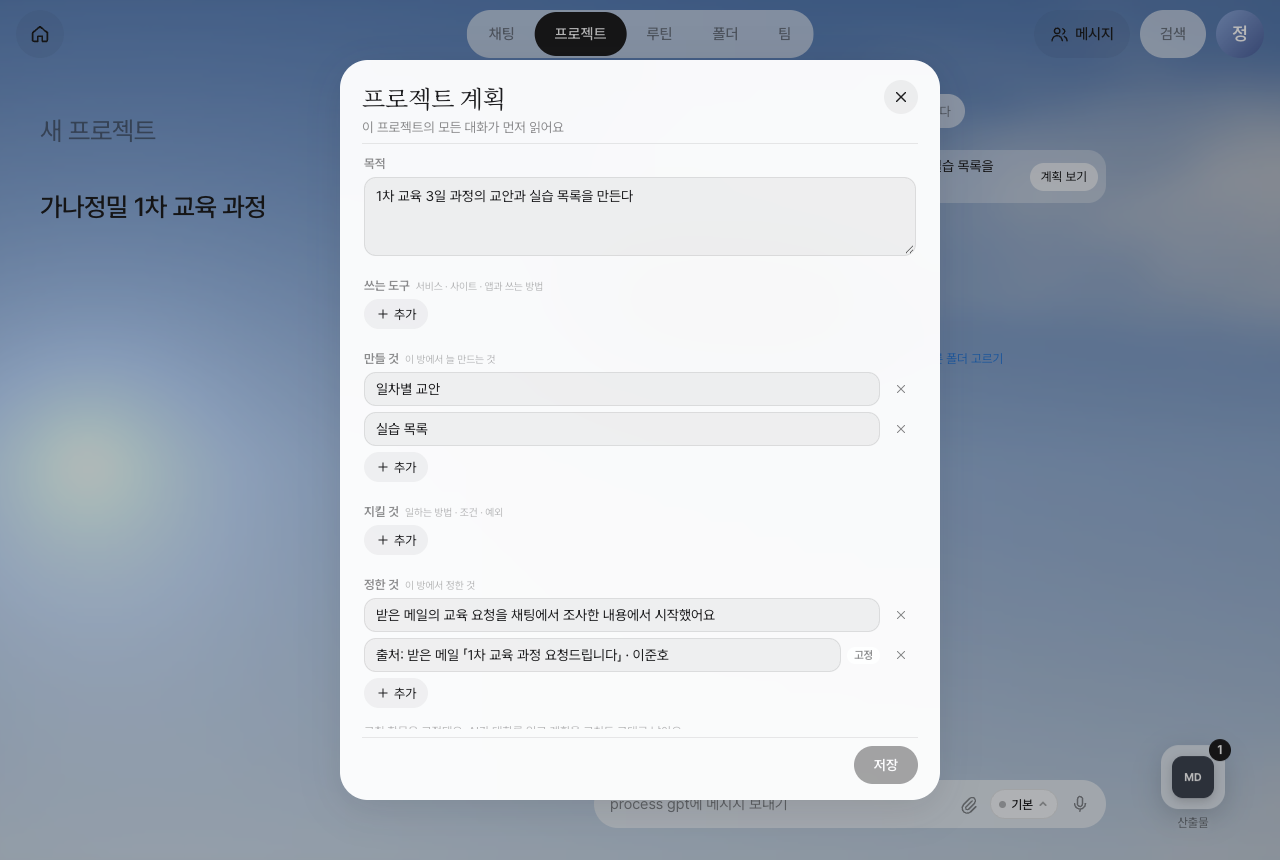 채팅
프로젝트
루틴
폴더
팀
메시지
검색
정
새 프로젝트
가나정밀 1차 교육 과정
다
습 목록을
계획 보기
폴더 고르기
프로젝트 계획
이 프로젝트의 모든 대화가 먼저 읽어요
목적
1차 교육 3일 과정의 교안과 실습 목록을 만든다
쓰는 도구 서비스 · 사이트 · 앱과 쓰는 방법
+ 추가
만들 것 이 방에서 늘 만드는 것
일차별 교안
실습 목록
+ 추가
지킬 것 일하는 방법 · 조건 · 예외
+ 추가
정한 것 이 방에서 정한 것
받은 메일의 교육 요청을 채팅에서 조사한 내용에서 시작했어요
출처: 받은 메일 「1차 교육 과정 요청드립니다」 · 이준호
고정
+ 추가
저장
process gpt에 메시지 보내기
기본
MD
1
산출물